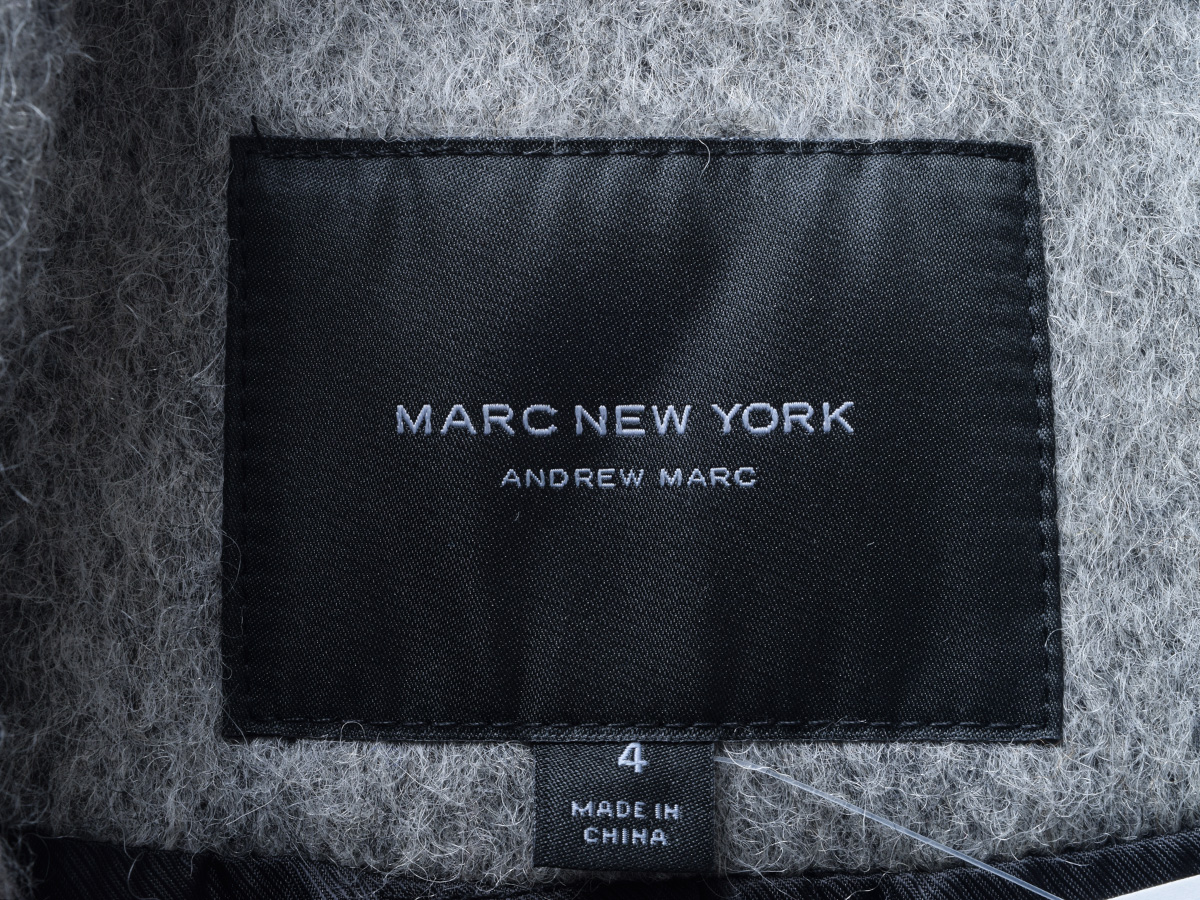 MARC NEW YORK
ANDREW MARC
4
MADE IN
CHINA